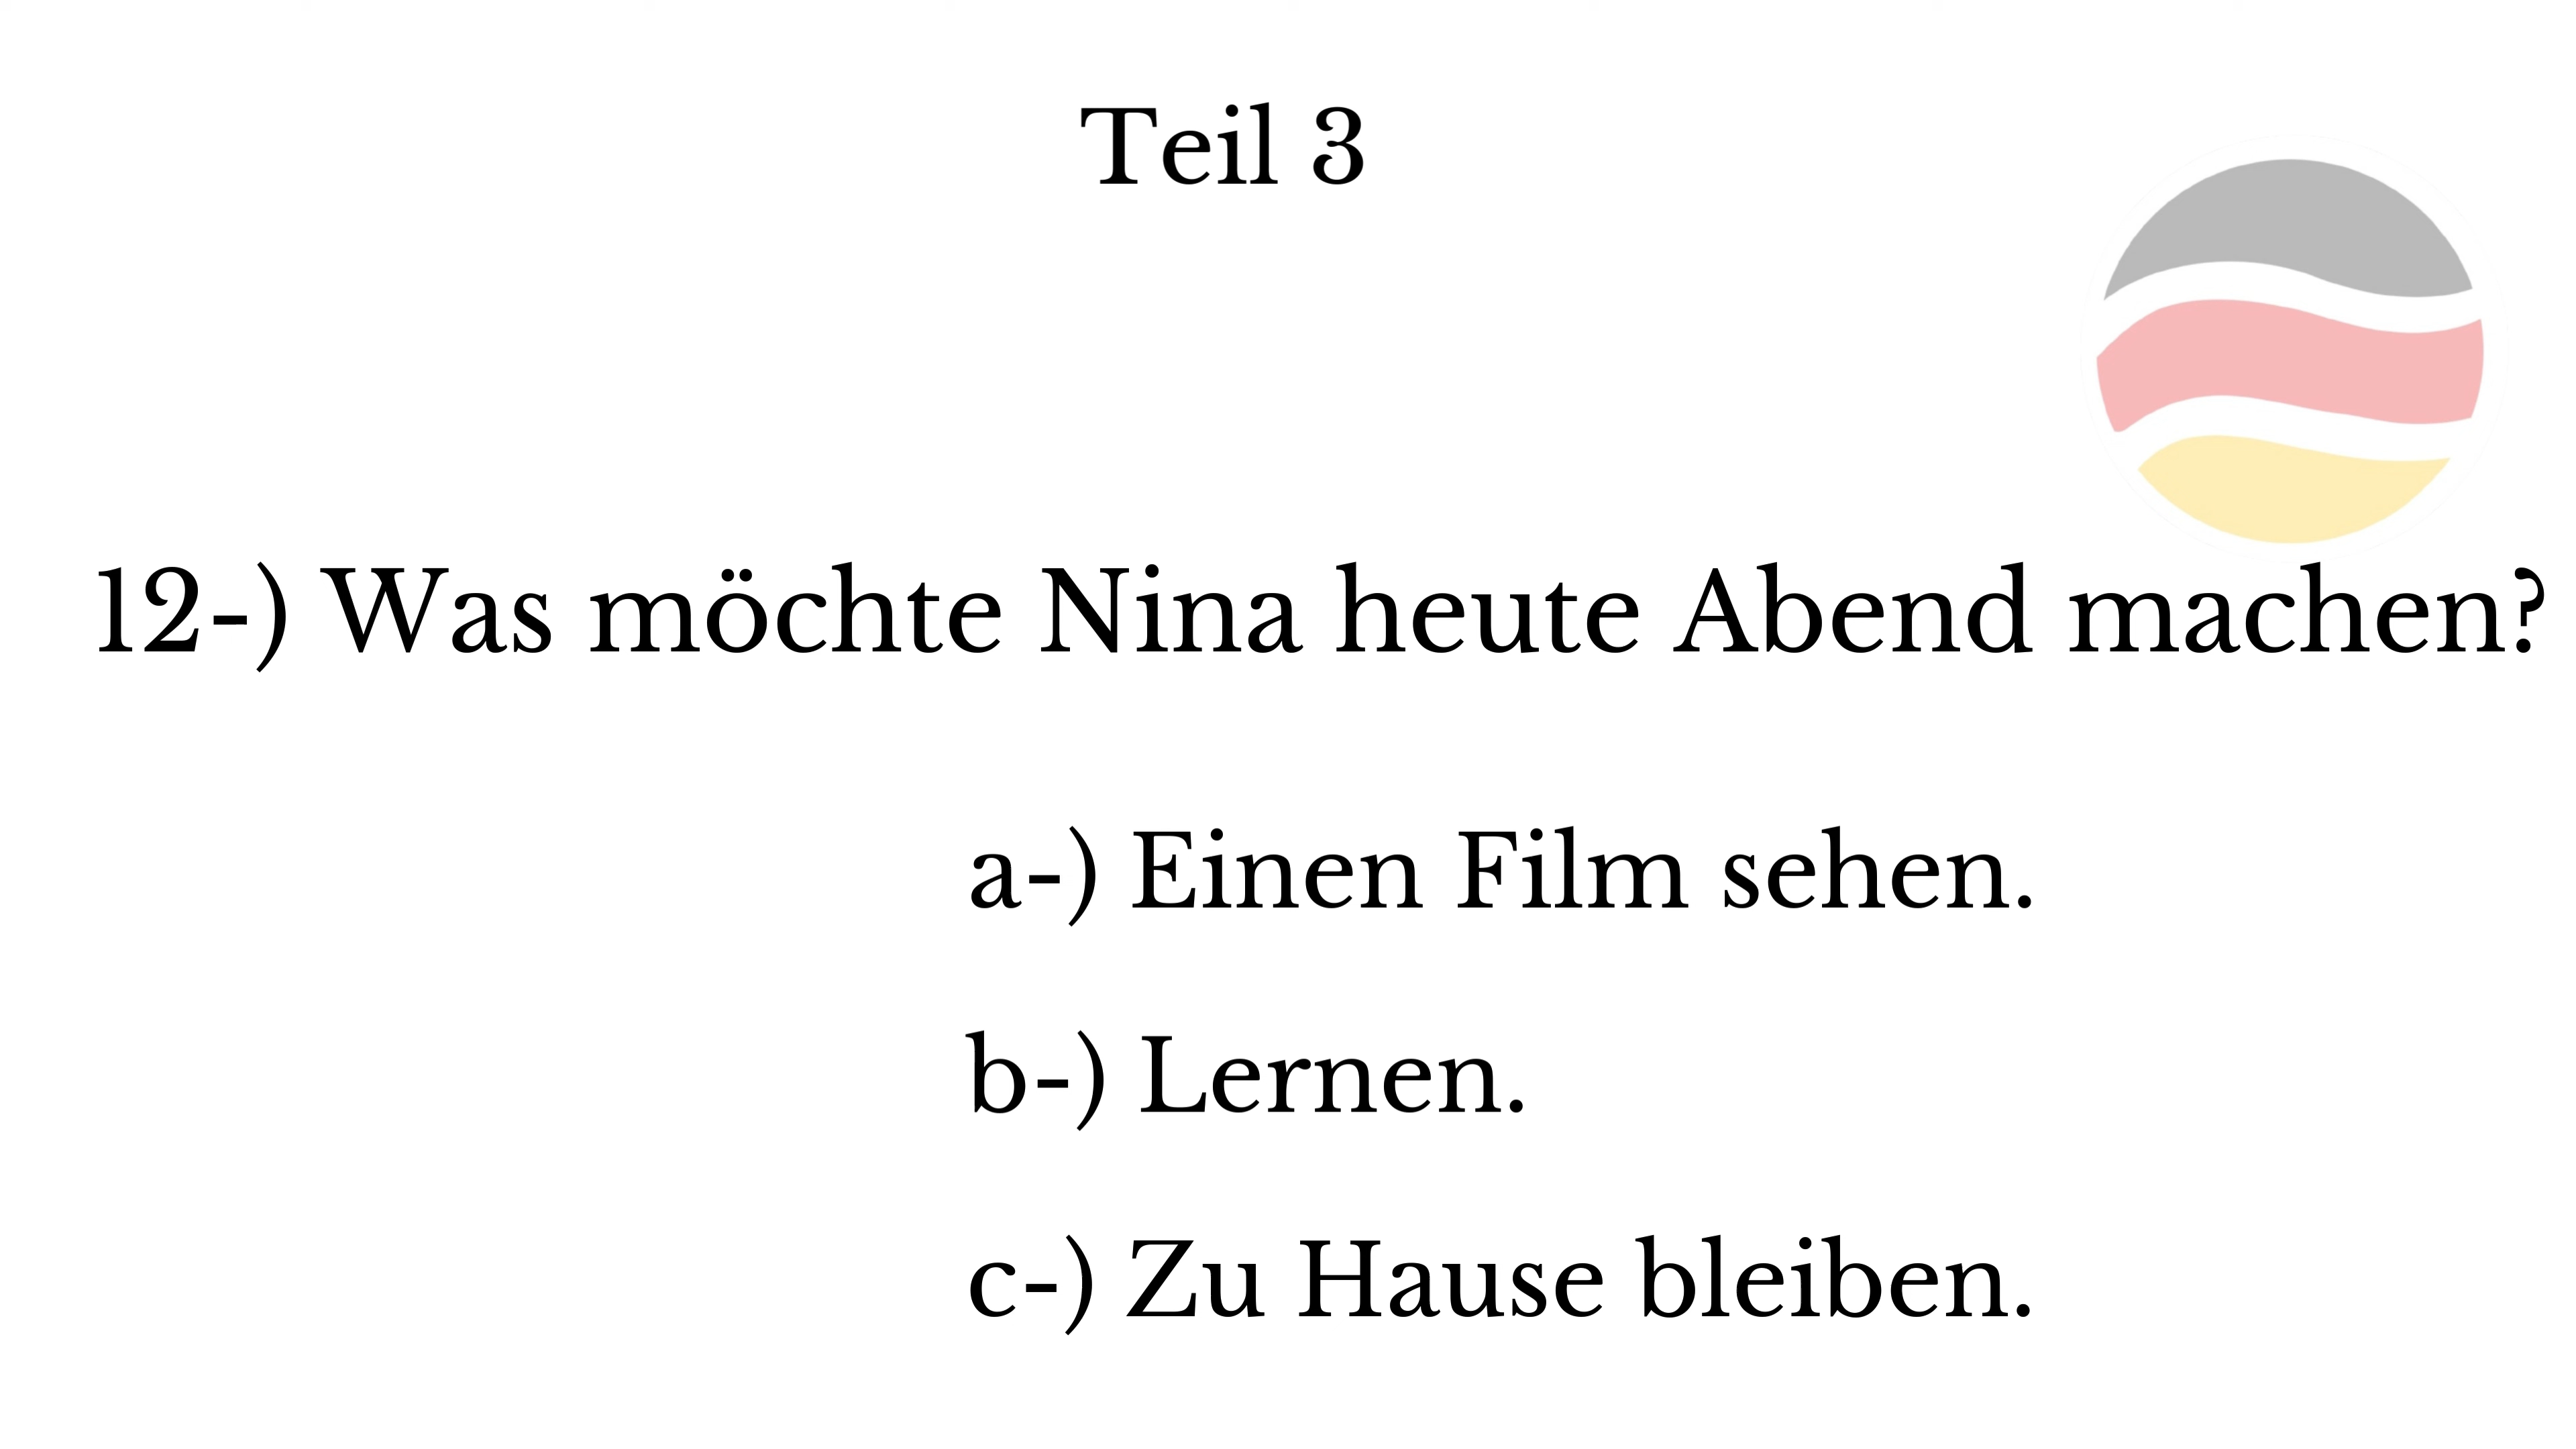 Teil 3
12-) Was möchte Nina heute Abend machen?
a-) Einen Film sehen.
b-) Lernen.
c-) Zu Hause bleiben.